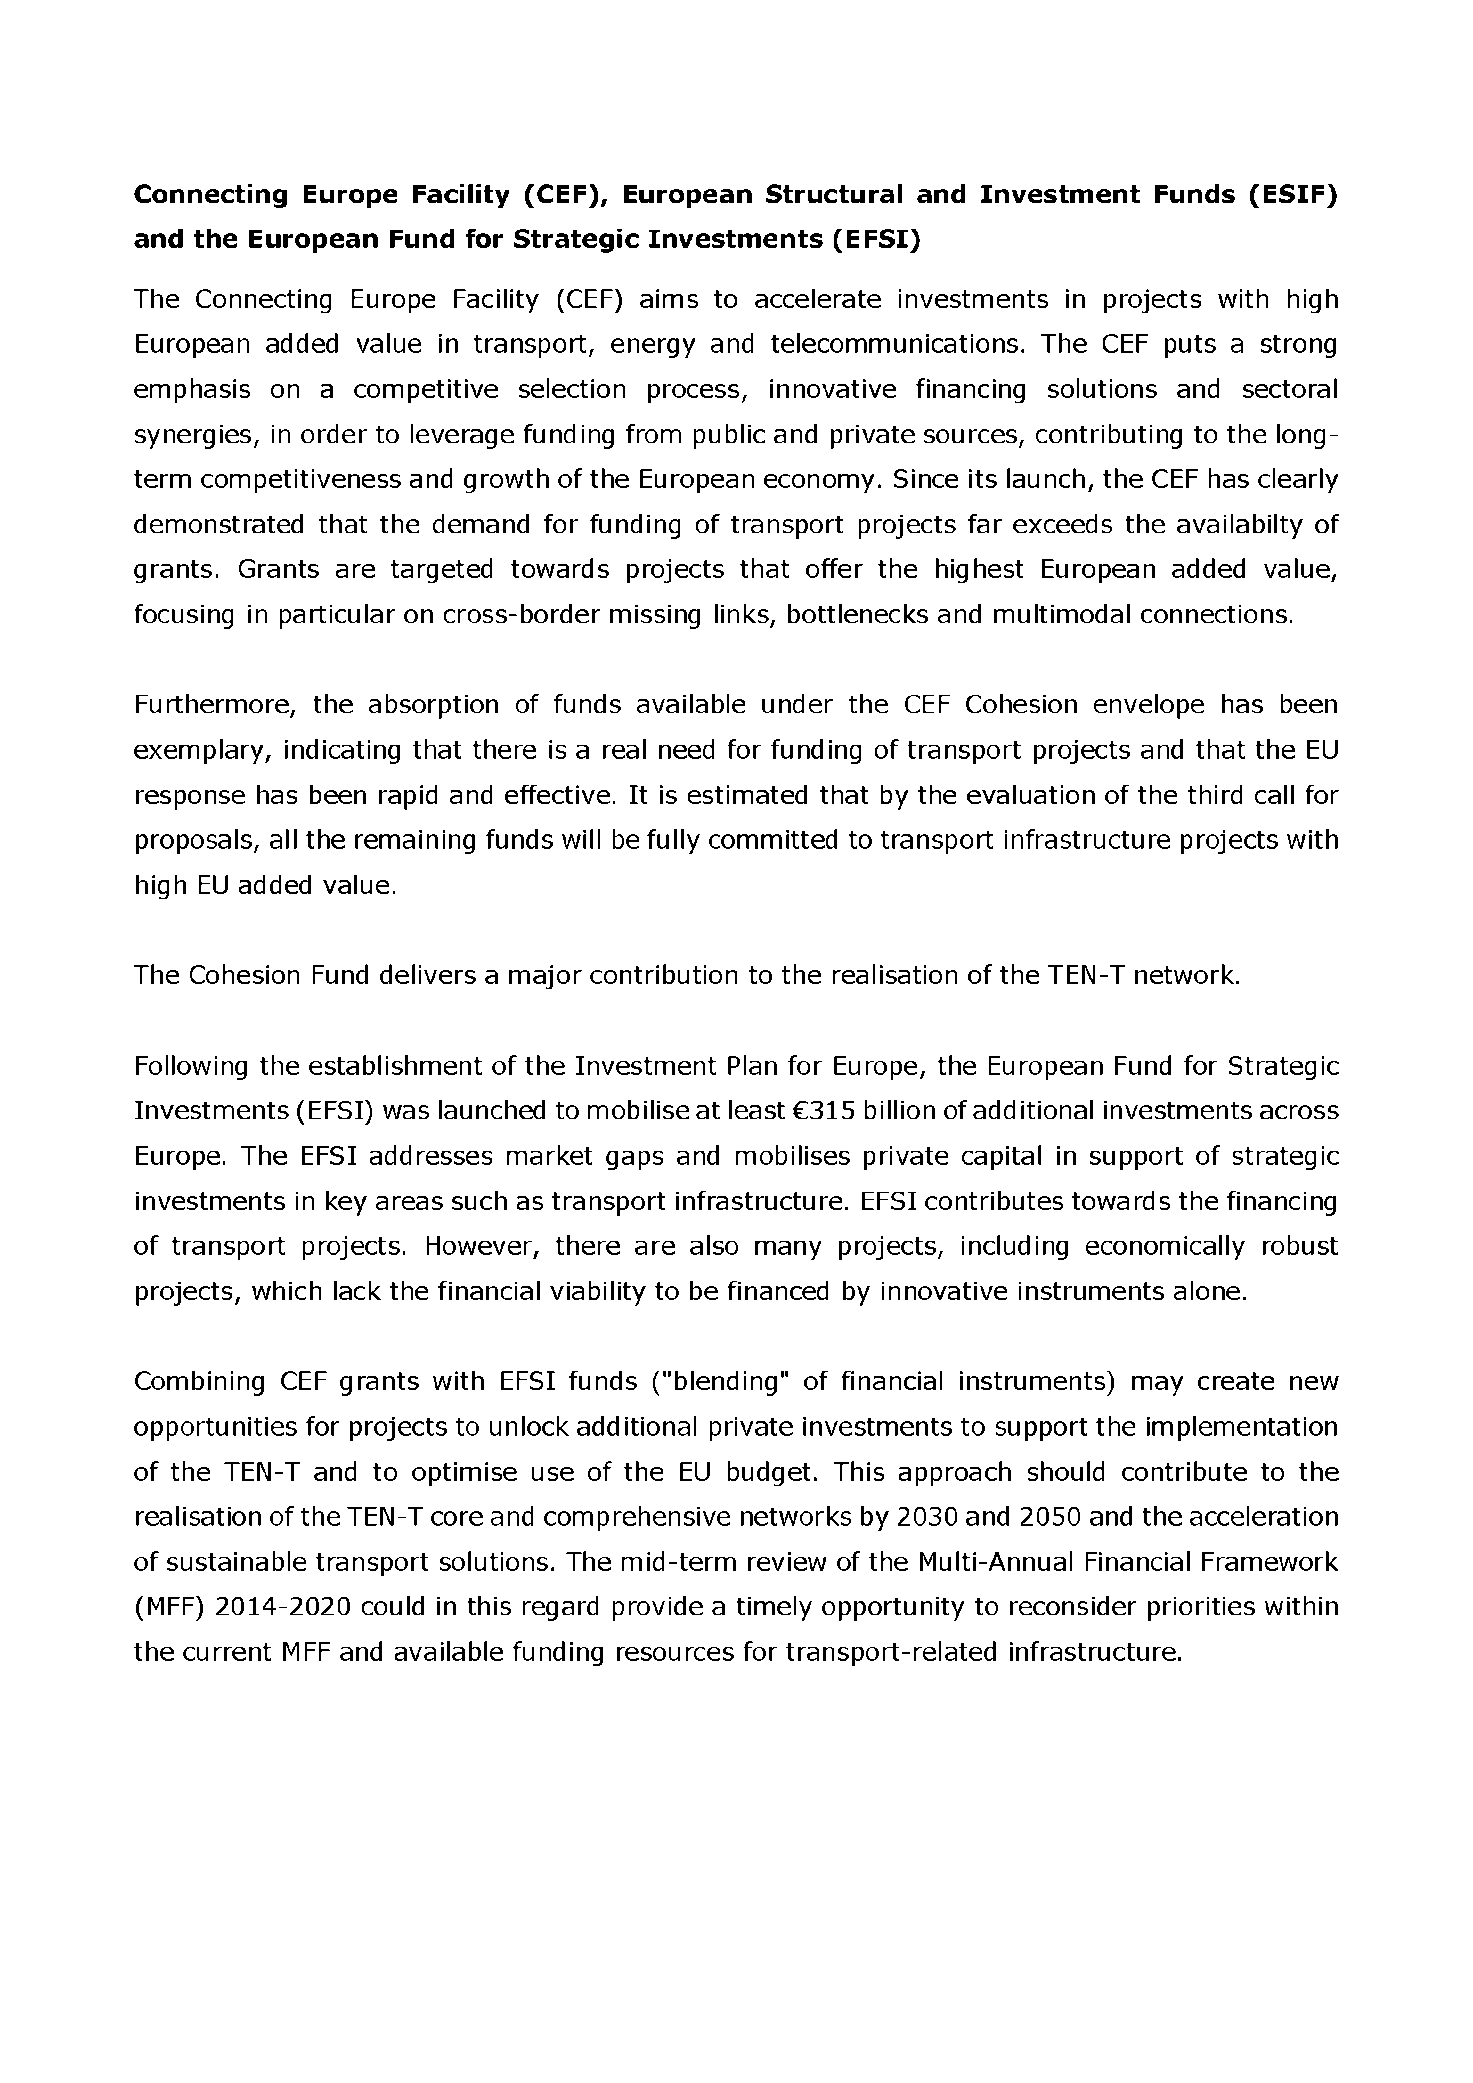 Connecting Europe Facility (CEF), European Structural and Investment Funds (ESIF)
and the European Fund for Strategic Investments (EFSI)
The Connecting Europe Facility (CEF) aims to accelerate investments in projects with high
European added value in transport, energy and telecommunications. The CEF puts a strong
emphasis on a competitive selection process, innovative financing solutions and sectoral
synergies, in order to leverage funding from public and private sources, contributing to the long-
term competitiveness and growth of the European economy. Since its launch, the CEF has clearly
demonstrated that the demand for funding of transport projects far exceeds the availabilty of
grants. Grants are targeted towards projects that offer the highest European added value,
focusing in particular on cross-border missing links, bottlenecks and multimodal connections.
Furthermore, the absorption of funds available under the CEF Cohesion envelope has been
exemplary, indicating that there is a real need for funding of transport projects and that the EU
response has been rapid and effective. It is estimated that by the evaluation of the third call for
proposals, all the remaining funds will be fully committed to transport infrastructure projects with
high EU added value.
The Cohesion Fund delivers a major contribution to the realisation of the TEN-T network.
Following the establishment of the Investment Plan for Europe, the European Fund for Strategic
Investments (EFSI) was launched to mobilise at least €315 billion of additional investments across
Europe. The EFSI addresses market gaps and mobilises private capital in support of strategic
investments in key areas such as transport infrastructure. EFSI contributes towards the financing
of transport projects. However, there are also many projects, including economically robust
projects, which lack the financial viability to be financed by innovative instruments alone.
Combining CEF grants with EFSI funds ("blending" of financial instruments) may create new
opportunities for projects to unlock additional private investments to support the implementation
of the TEN-T and to optimise use of the EU budget. This approach should contribute to the
realisation of the TEN-T core and comprehensive networks by 2030 and 2050 and the acceleration
of sustainable transport solutions. The mid-term review of the Multi-Annual Financial Framework
(MFF) 2014-2020 could in this regard provide a timely opportunity to reconsider priorities within
the current MFF and available funding resources for transport-related infrastructure.